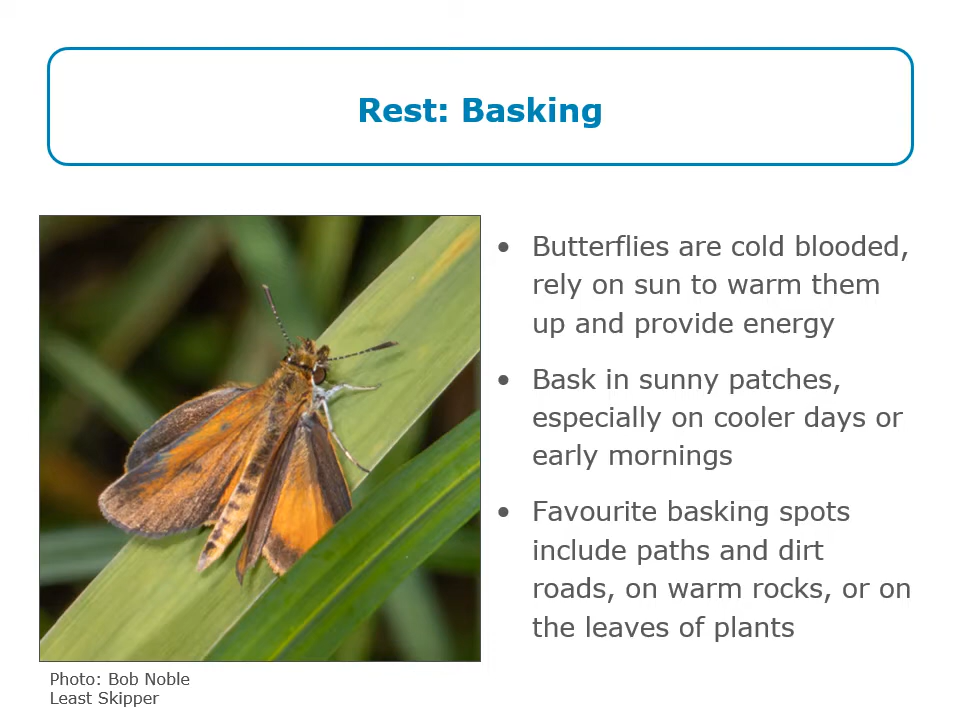 Rest: Basking
• Butterflies are cold blooded,
rely on sun to warm them
up and provide energy
• Bask in sunny patches,
especially on cooler days or
early mornings
• Favourite basking spots
include paths and dirt
roads, on warm rocks, or on
the leaves of plants
Photo: Bob Noble
Least Skipper